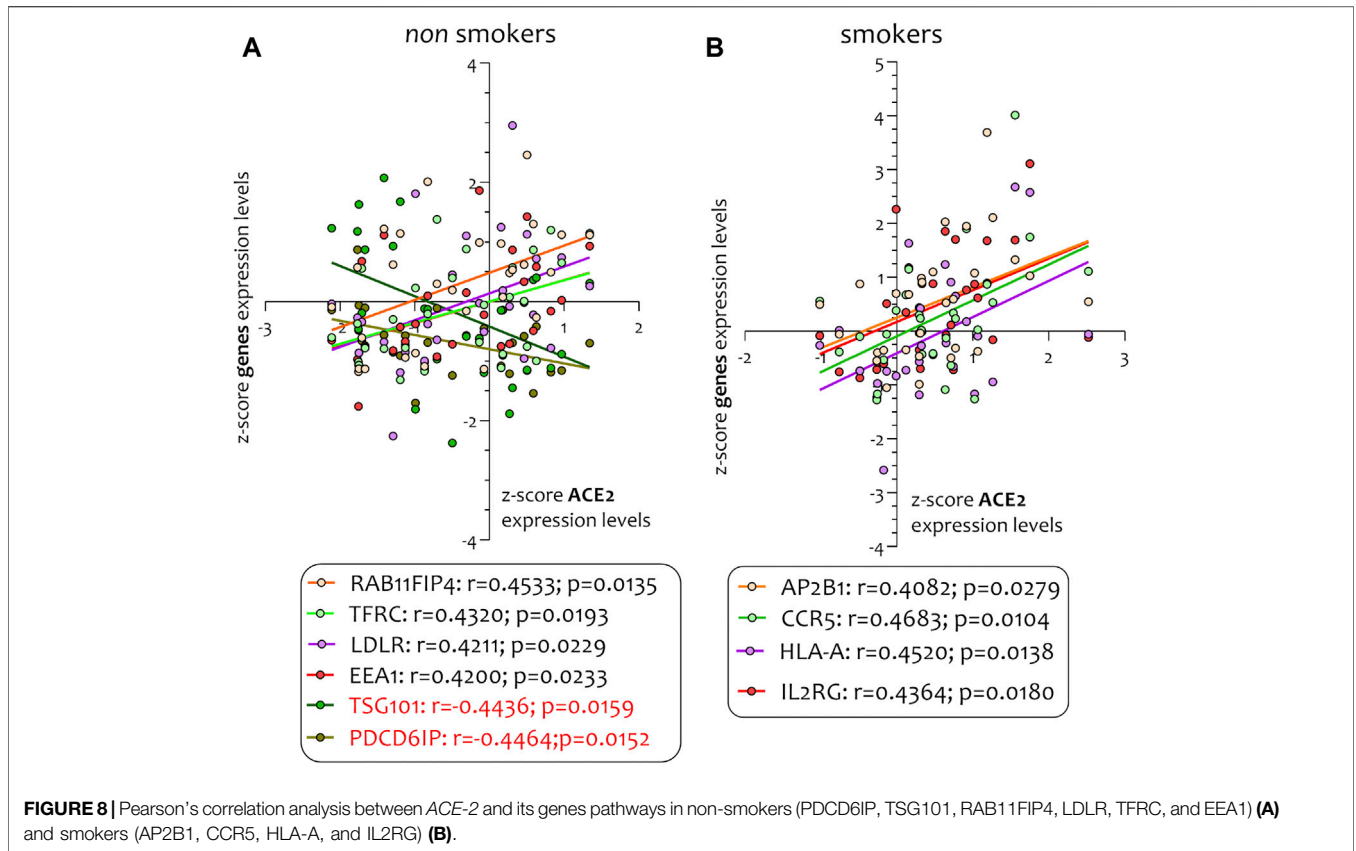 A
non smokers
4
2
-3
-2
-1
1
2
-2
-4
z-score genes expression levels
z-score ACE2
expression levels
RAB11FIP4: r=0.4533; p=0.0135
TFRC: r=0.4320; p=0.0193
LDLR: r=0.4211; p=0.0229
EEA1: r=0.4200; p=0.0233
TSG101: r=-0.4436; p=0.0159
PDCD6IP: r=-0.4464;p=0.0152
B
smokers
5
4
3
2
1
-2
-1
1
2
3
-2
-3
-4
z-score genes expression levels
z-score ACE2
expression levels
AP2B1: r=0.4082; p=0.0279
CCR5: r=0.4683; p=0.0104
HLA-A: r=0.4520; p=0.0138
IL2RG: r=0.4364; p=0.0180
FIGURE 8 | Pearson's correlation analysis between ACE-2 and its genes pathways in non-smokers (PDCD6IP, TSG101, RAB11FIP4, LDLR, TFRC, and EEA1) (A)
and smokers (AP2B1, CCR5, HLA-A, and IL2RG) (B).